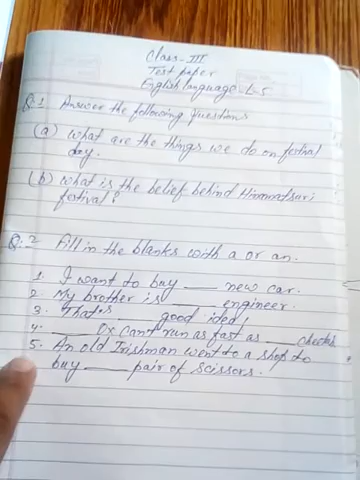 Class - III
Test paper
English language L-5
Q:1 Answer the following Questions
(a) what are the things we do on festival
day.
(b) what is the belief behind
festival?
Q:2 Fill in the blanks with a or an.
1. I want to buy ___ new car.
2. My brother is ___ engineer.
3. That's ___ good idea!
4. ___ Ox can't run as fast as ___ cheetah
5. An old Irishman went to a shop to
buy ___ pair of scissors.